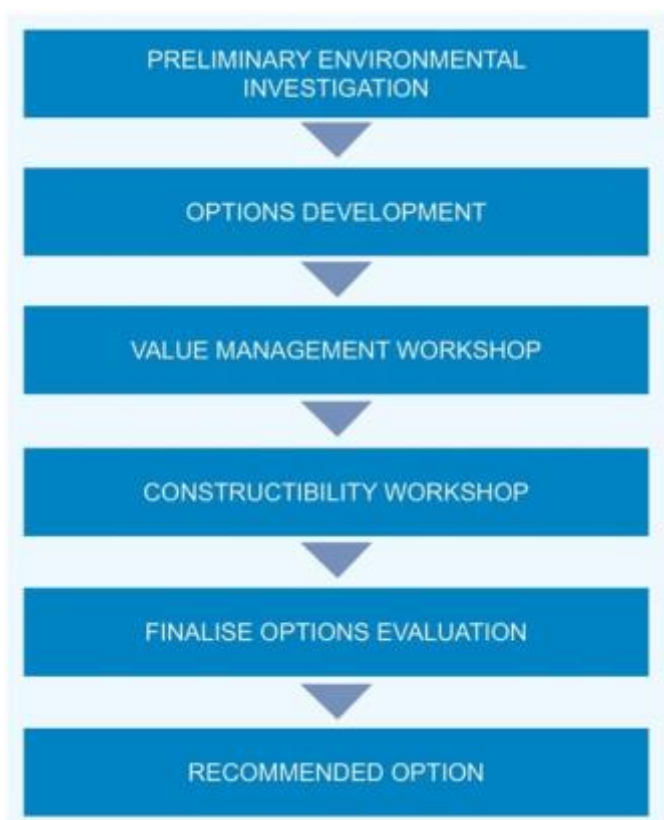 PRELIMINARY ENVIRONMENTAL
INVESTIGATION
OPTIONS DEVELOPMENT
VALUE MANAGEMENT WORKSHOP
CONSTRUCTIBILITY WORKSHOP
FINALISE OPTIONS EVALUATION
RECOMMENDED OPTION